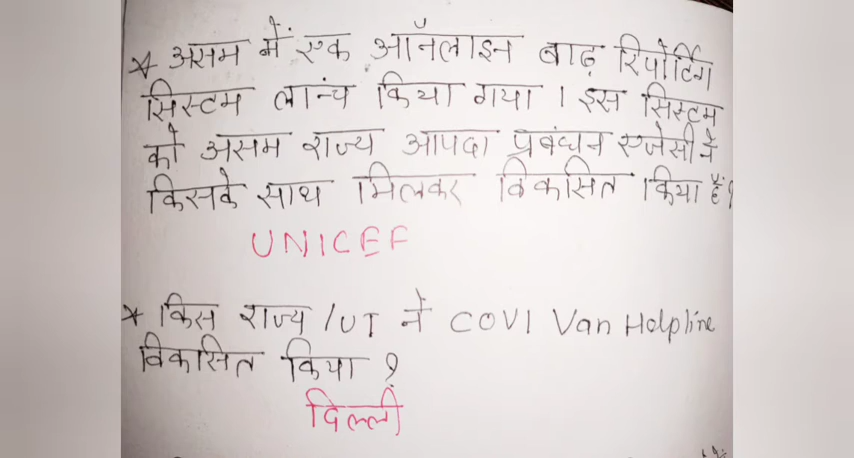 * असम में एक ऑनलाइन बाढ़ रिपोर्टिंग
सिस्टम लान्च किया गया । इस सिस्टम
को असम राज्य आपदा प्रबंधन एजेसी ने
किसके साथ मिलकर विकसित किया है ?
UNICEF
* किस राज्य / UT ने COVI Van Helpline
विकसित किया ?
दिल्ली